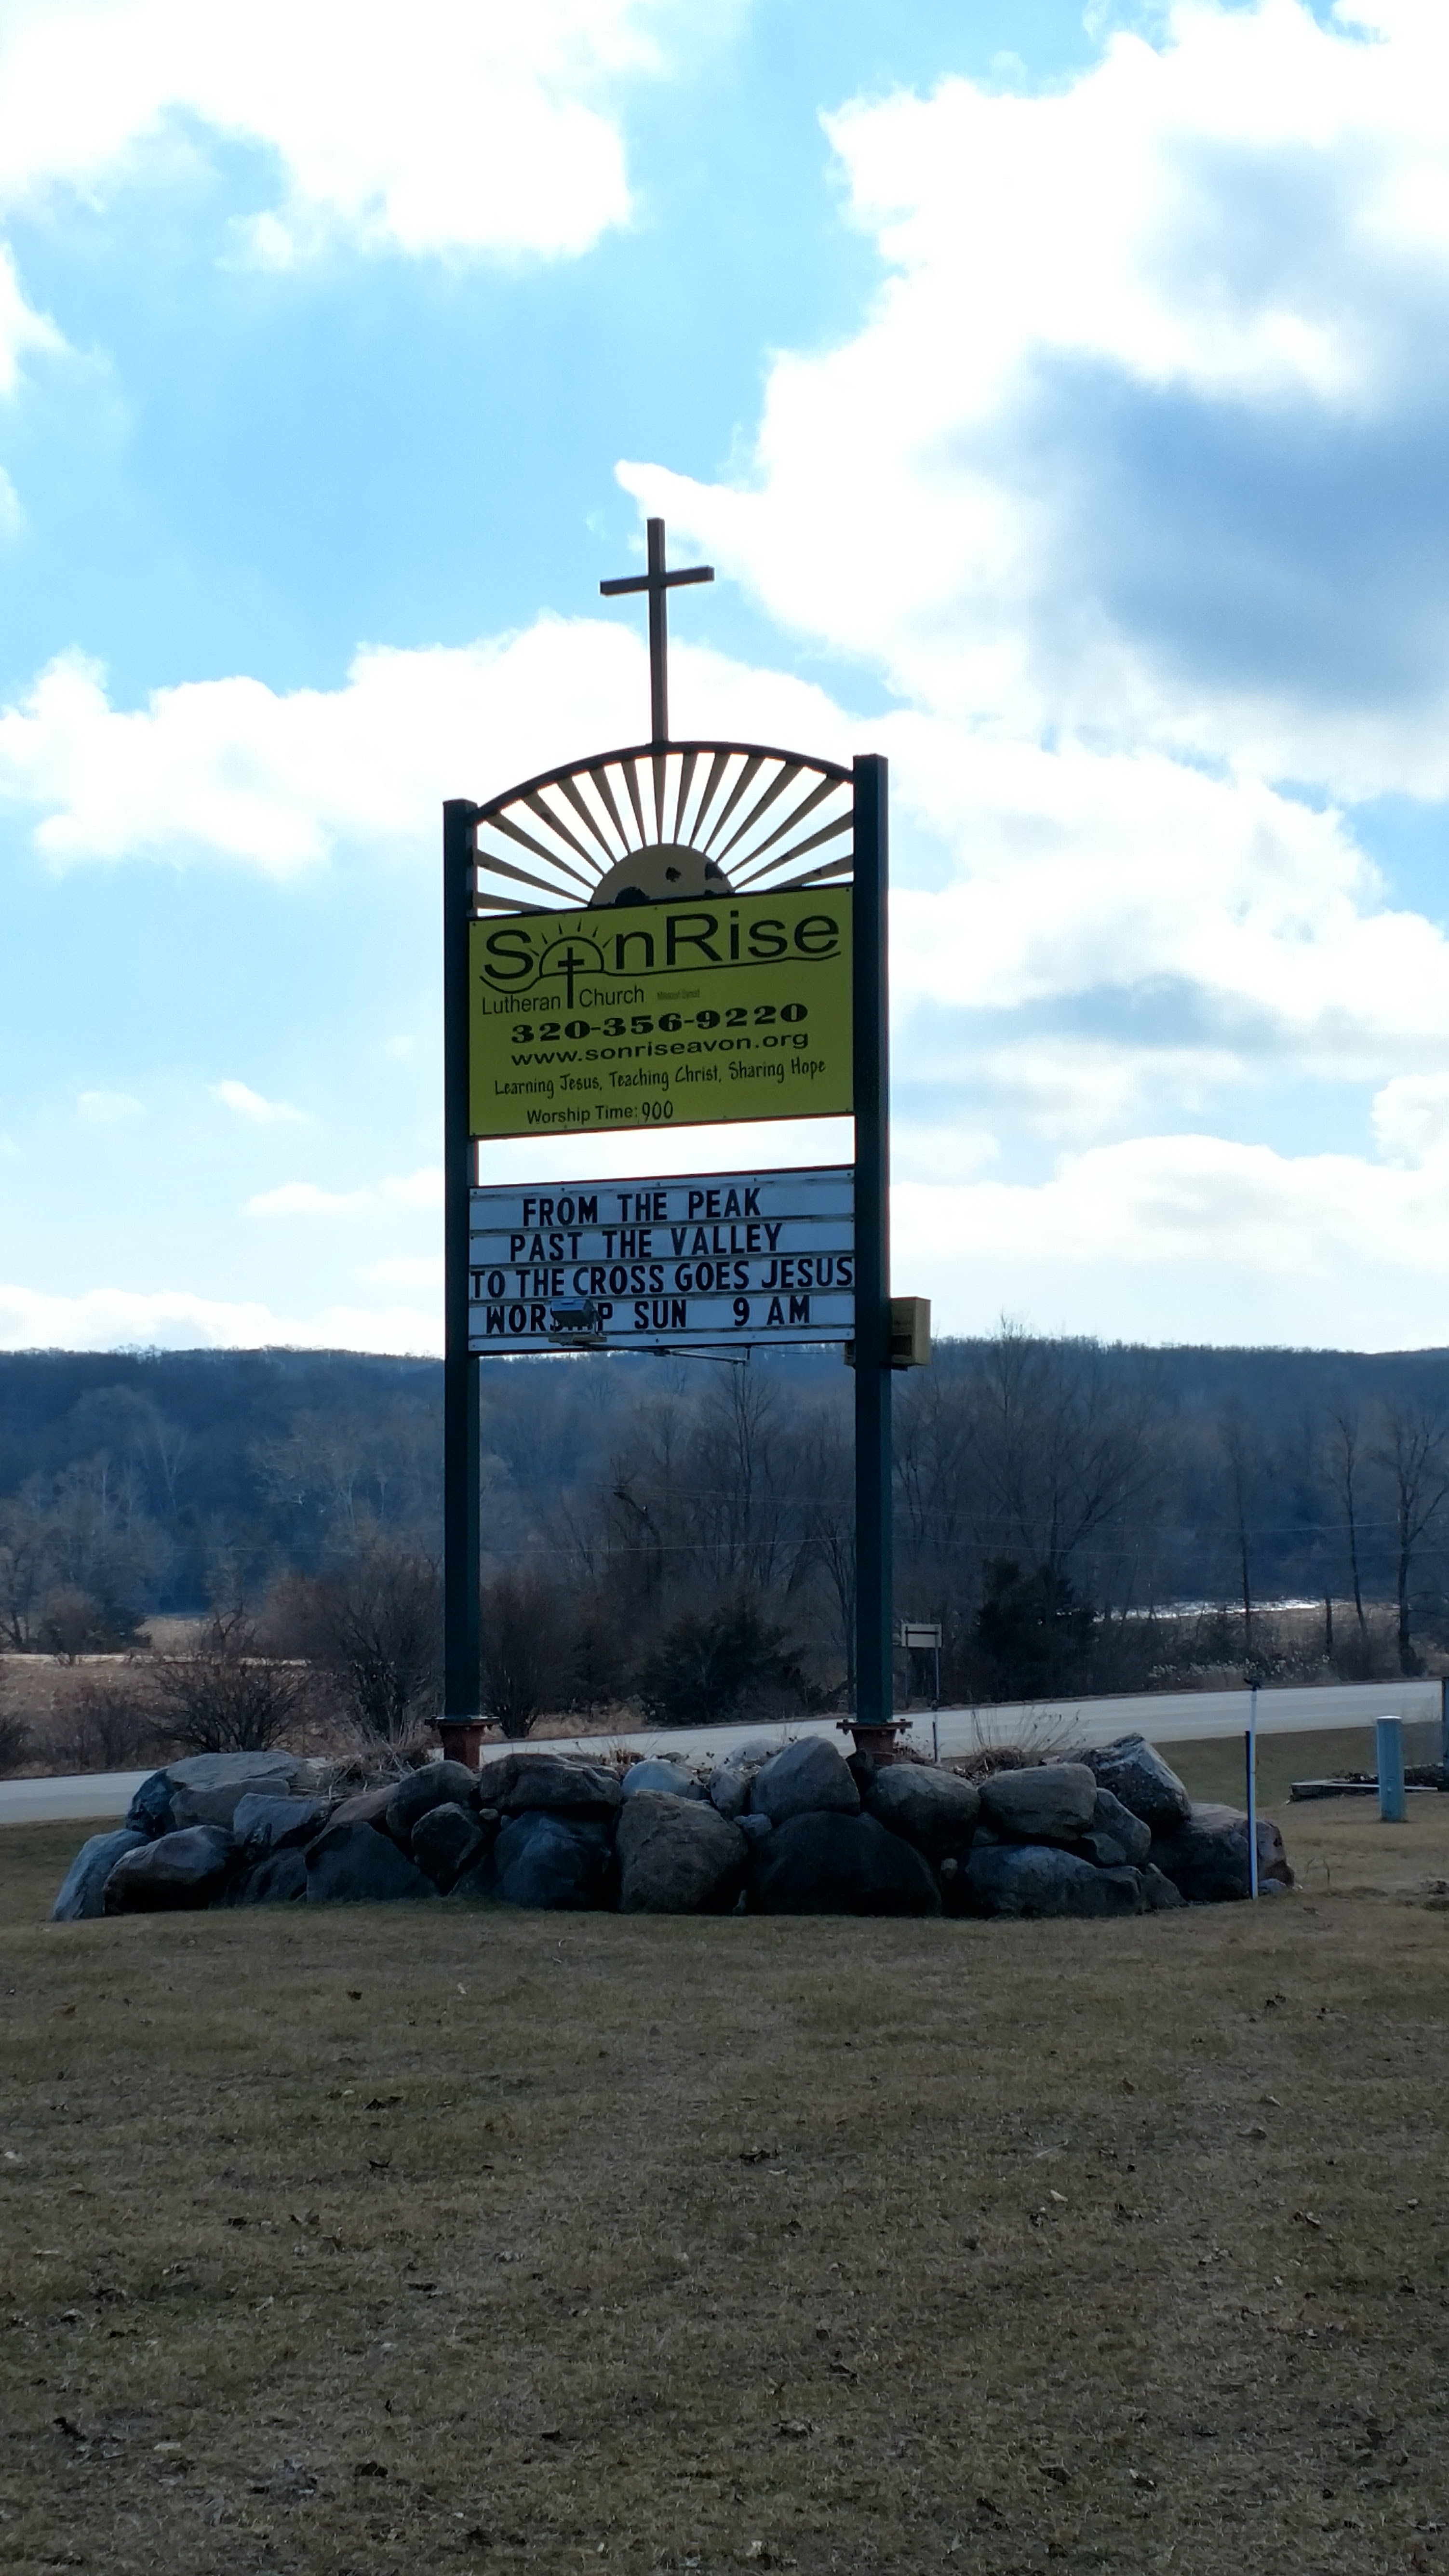 SonRise
Lutheran Church
320-356-9220
www.sonriseavon.org
Learning Jesus, Teaching Christ, Sharing Hope
Worship Time: 900
FROM THE PEAK
PAST THE VALLEY
TO THE CROSS GOES JESUS
WORSHIP SUN 9 AM